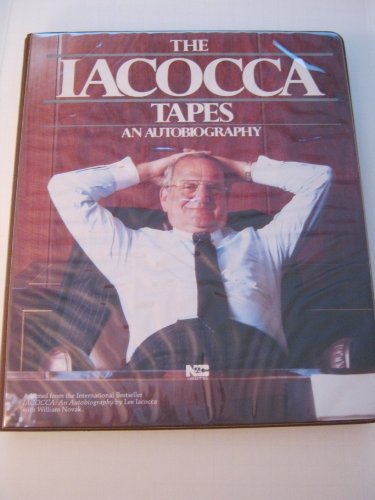 THE
IACOCCA
TAPES
AN AUTOBIOGRAPHY
Adapted from the International Bestseller
IACOCCA: An Autobiography by Lee Iacocca
with William Novak.